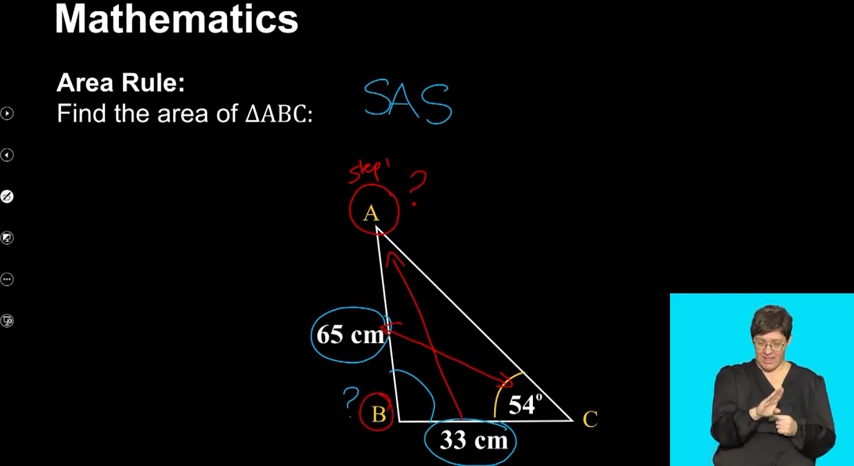 Mathematics
Area Rule:
Find the area of ΔABC:
SAS
step 1
?
A
65 cm
?
B
54°
C
33 cm